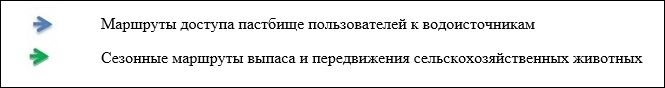 Маршруты доступа пастбище пользователей к водоисточникам
Сезонные маршруты выпаса и передвижения сельскохозяйственных животных